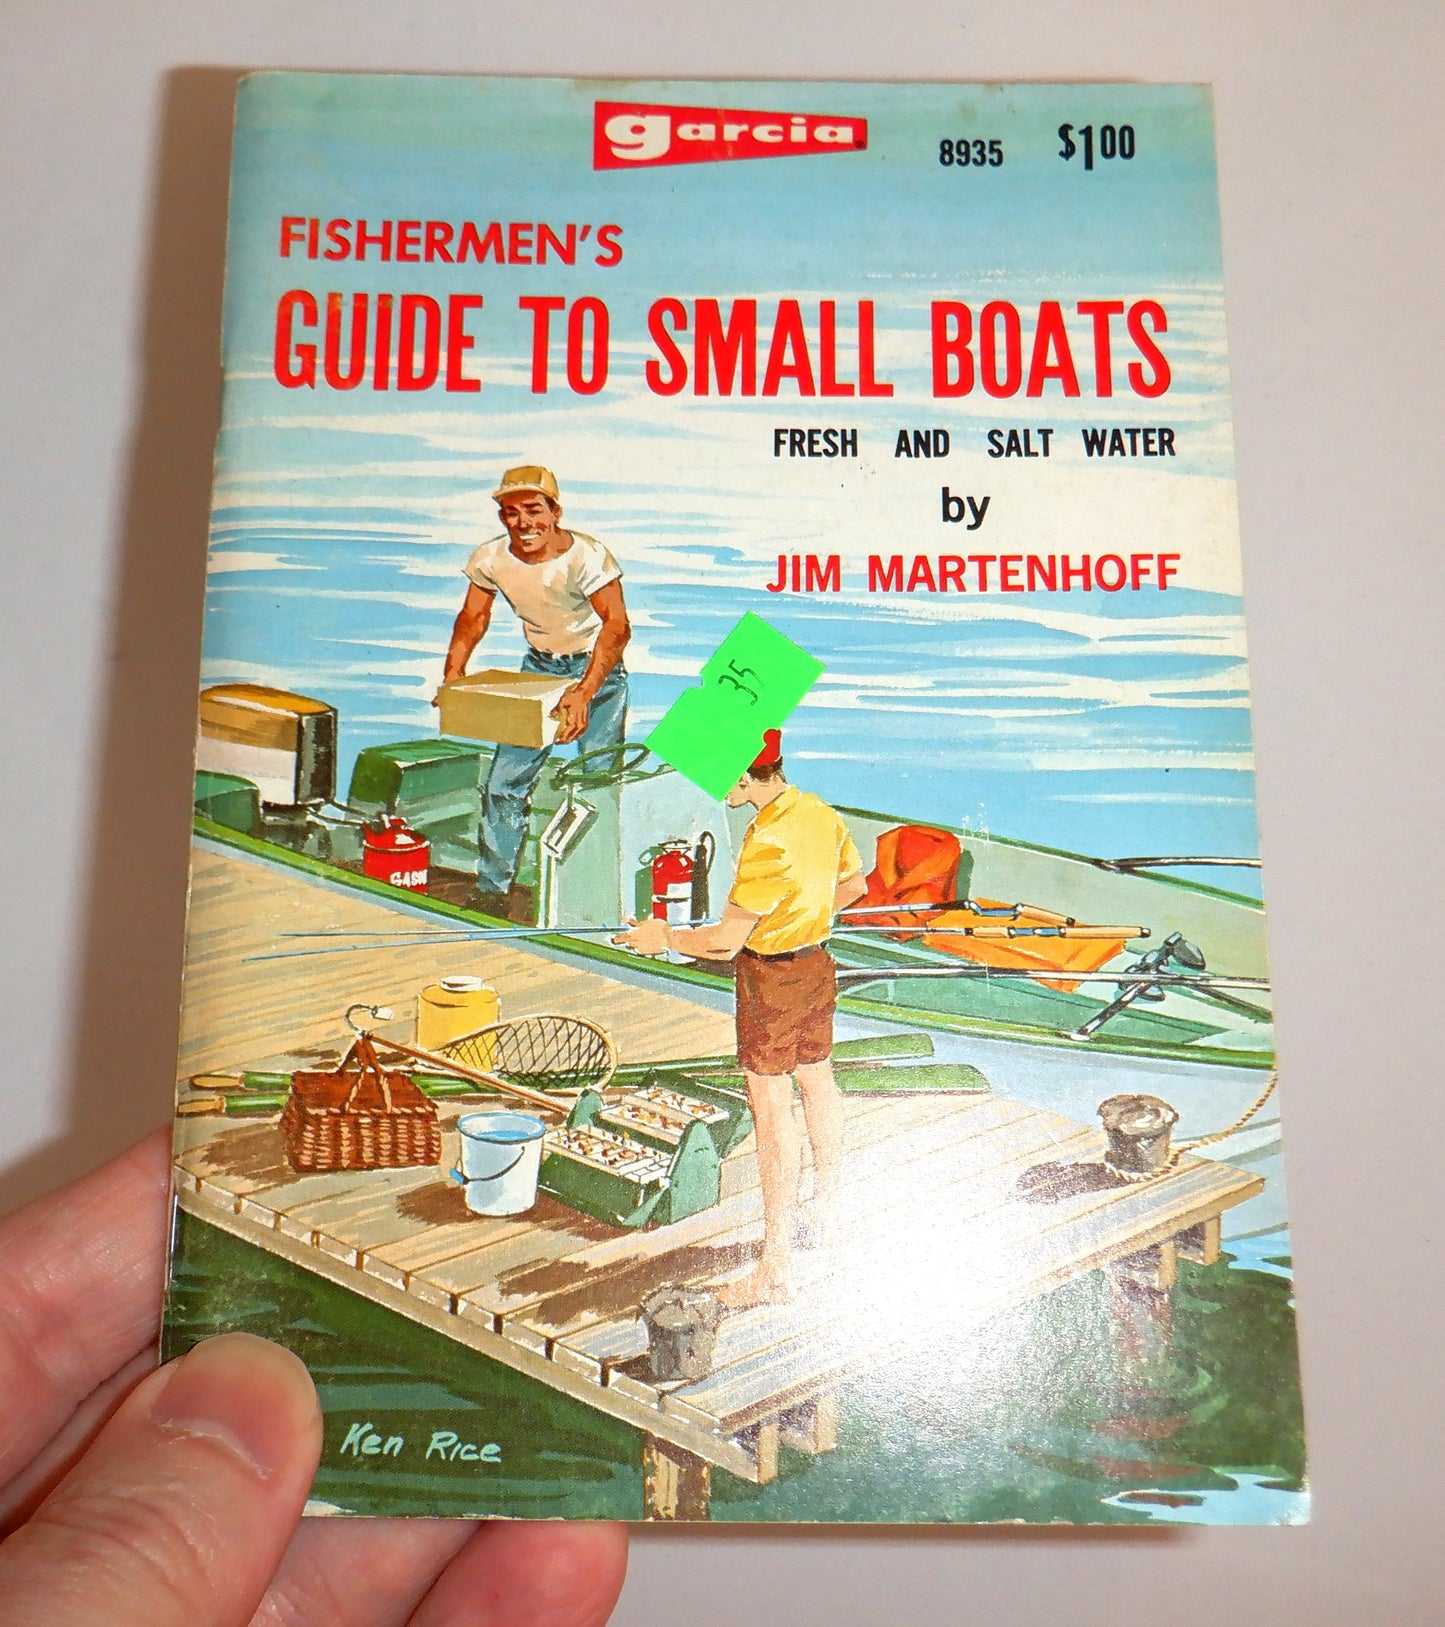 garcia®
8935 $1.00
FISHERMEN'S
GUIDE TO SMALL BOATS
FRESH AND SALT WATER
by
JIM MARTENHOFF
35
GAS
Ken Rice